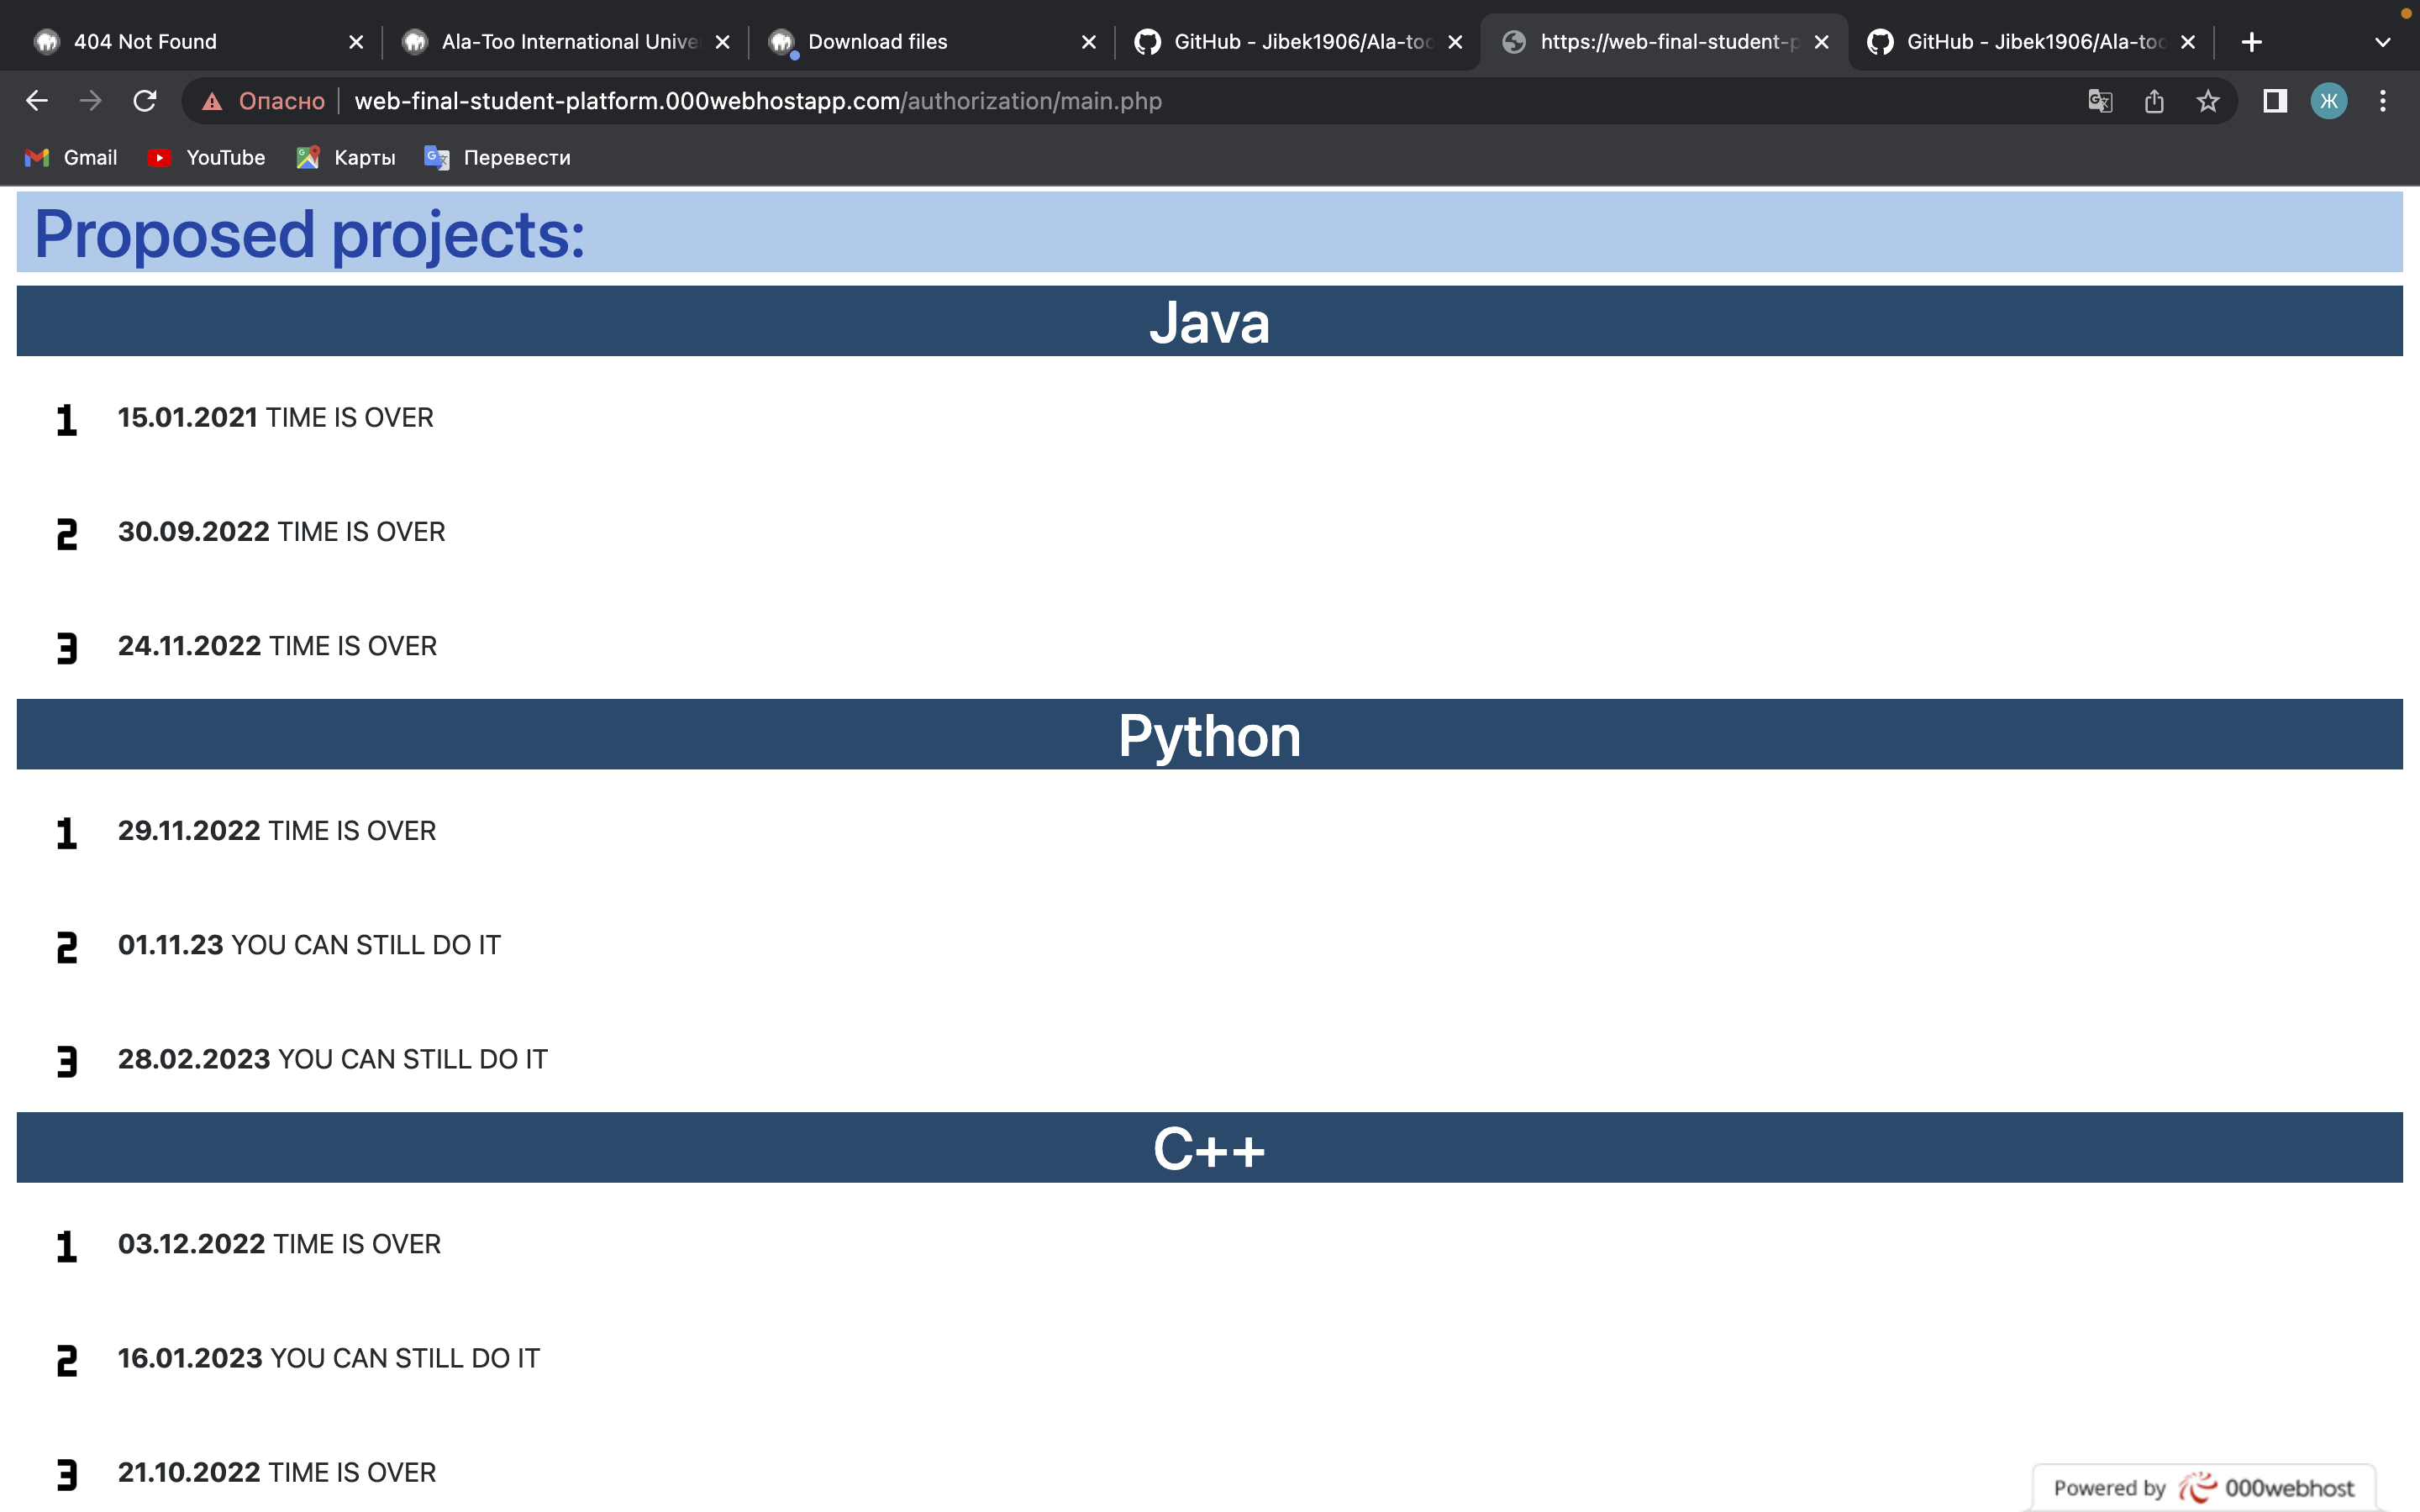 404 Not Found
Ala-Too International Unive
Download files
GitHub - Jibek1906/Ala-too
https://web-final-student-p
GitHub - Jibek1906/Ala-too
Опасно
web-final-student-platform.000webhostapp.com/authorization/main.php
Ж
Gmail
YouTube
Карты
Перевести
Proposed projects:
Java
1 15.01.2021 TIME IS OVER
2 30.09.2022 TIME IS OVER
3 24.11.2022 TIME IS OVER
Python
1 29.11.2022 TIME IS OVER
2 01.11.23 YOU CAN STILL DO IT
3 28.02.2023 YOU CAN STILL DO IT
C++
1 03.12.2022 TIME IS OVER
2 16.01.2023 YOU CAN STILL DO IT
3 21.10.2022 TIME IS OVER
Powered by 000webhost